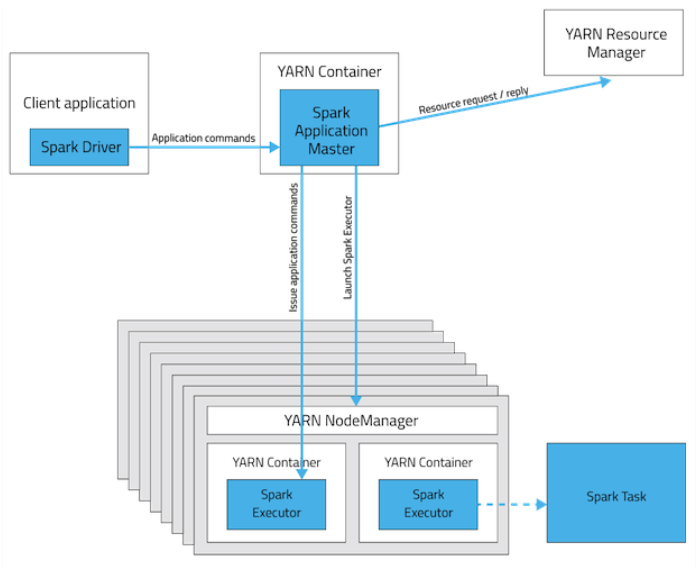 YARN Resource
Manager
YARN Container
Client application
Spark
Application
Master
Resource request / reply
Spark Driver
Application commands
Issue application commands
Launch Spark Executor
YARN NodeManager
YARN Container
YARN Container
Spark
Executor
Spark
Executor
Spark Task